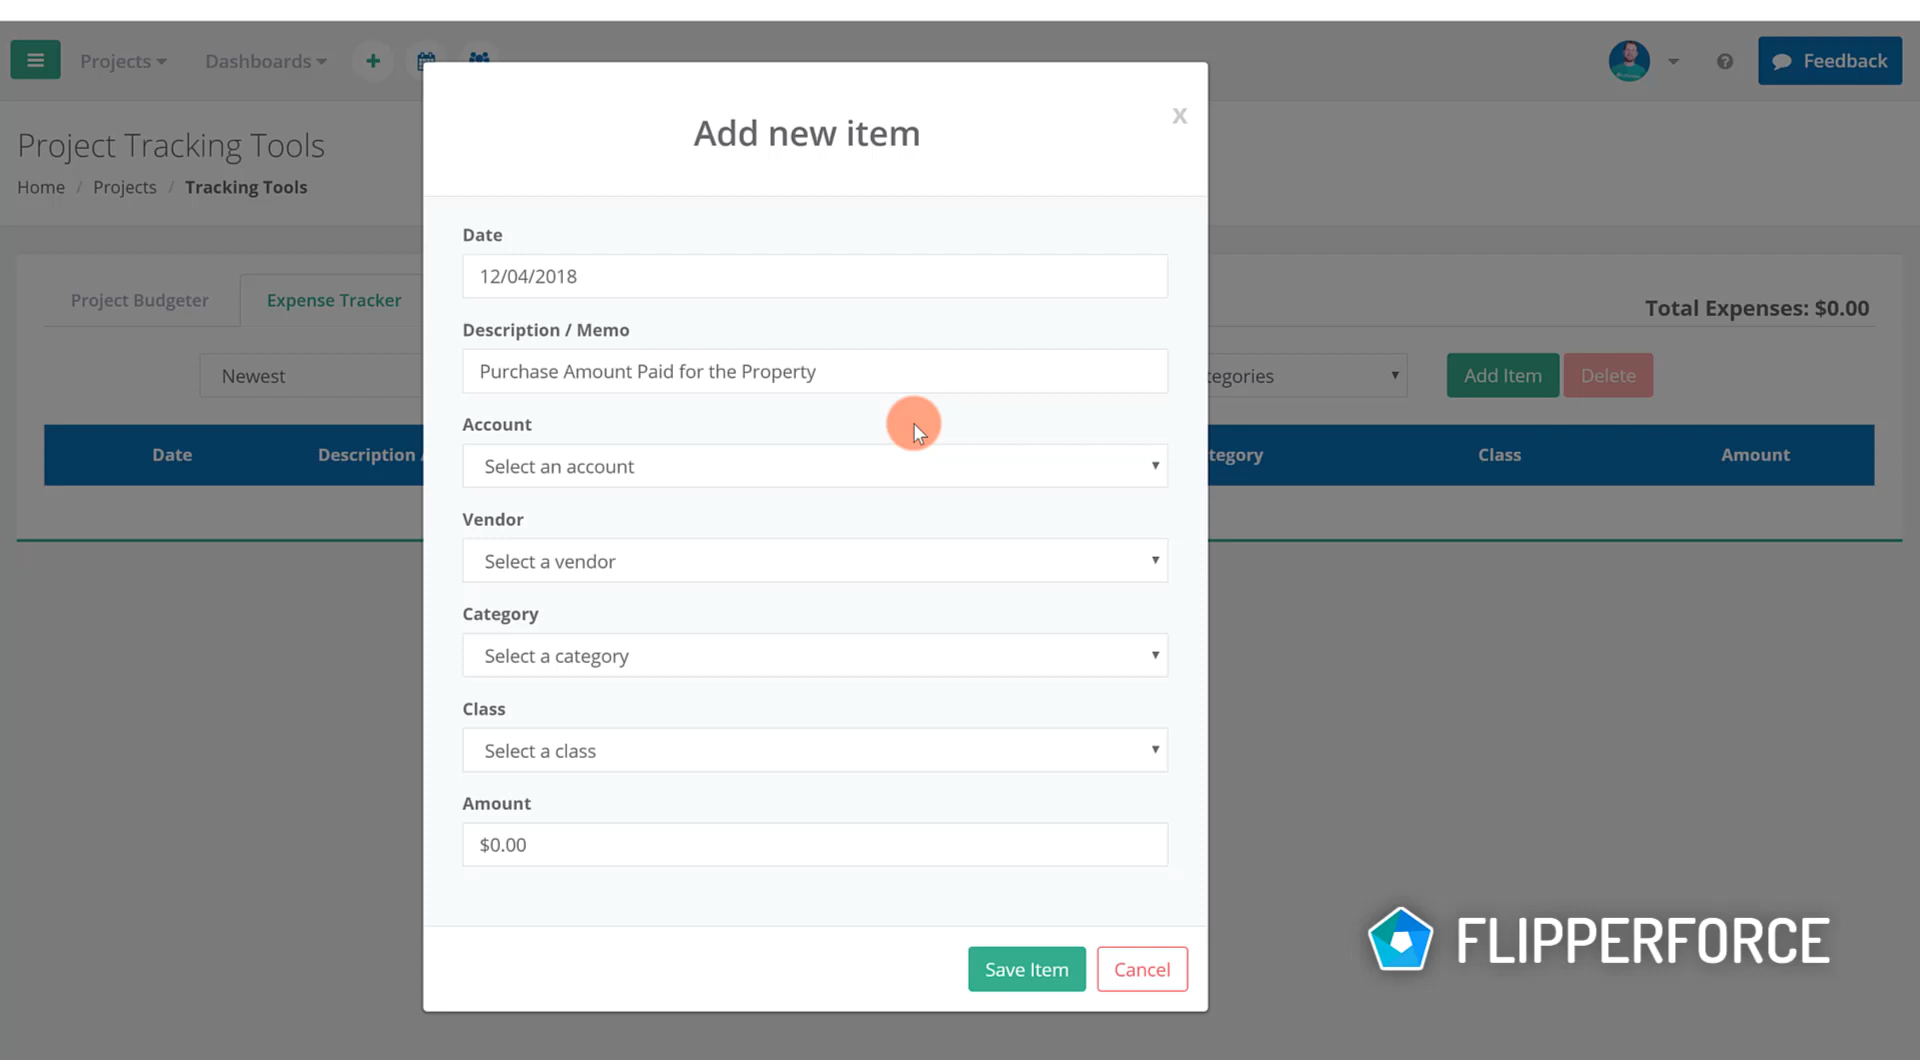 Projects
Dashboards
Feedback
Project Tracking Tools
Home / Projects / Tracking Tools
Project Budgeter
Expense Tracker
Total Expenses: $0.00
Newest
tegories
Add Item
Delete
Date
Description /
tegory
Class
Amount
Add new item
x
Date
12/04/2018
Description / Memo
Purchase Amount Paid for the Property
Account
Select an account
Vendor
Select a vendor
Category
Select a category
Class
Select a class
Amount
$0.00
Save Item
Cancel
FLIPPERFORCE